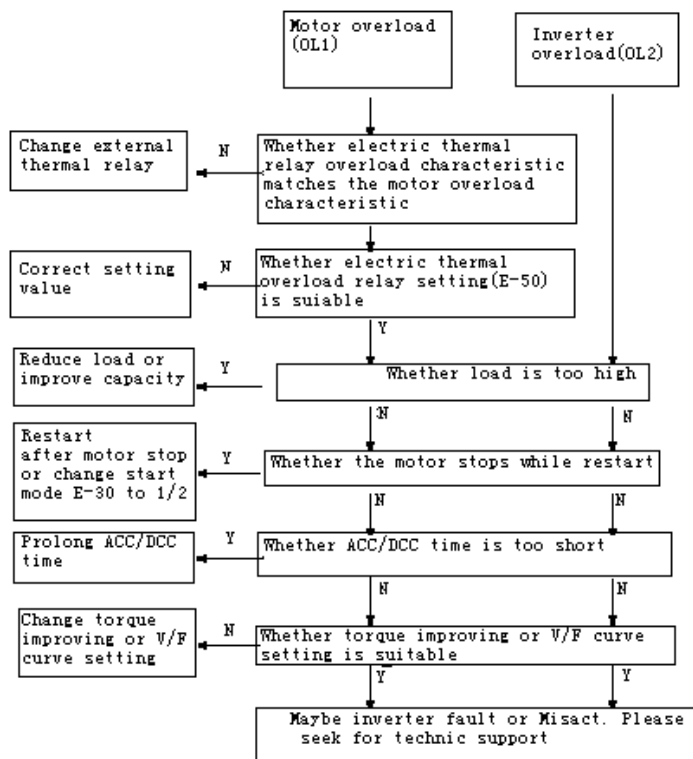 Motor overload
(OL1)
Inverter
overload(OL2)
Change external
thermal relay
N
Whether electric thermal
relay overload characteristic
matches the motor overload
characteristic
Correct setting
value
N
Whether electric thermal
overload relay setting(E-50)
is suiable
Y
Reduce load or
improve capacity
Y
Whether load is too high
N
N
Restart
after motor stop
or change start
mode E-30 to 1/2
Y
Whether the motor stops while restart
N
N
Prolong ACC/DCC
time
Y
Whether ACC/DCC time is too short
N
N
Change torque
improving or V/F
curve setting
N
Whether torque improving or V/F curve
setting is suitable
Y
Y
Maybe inverter fault or Misact. Please
seek for technic support